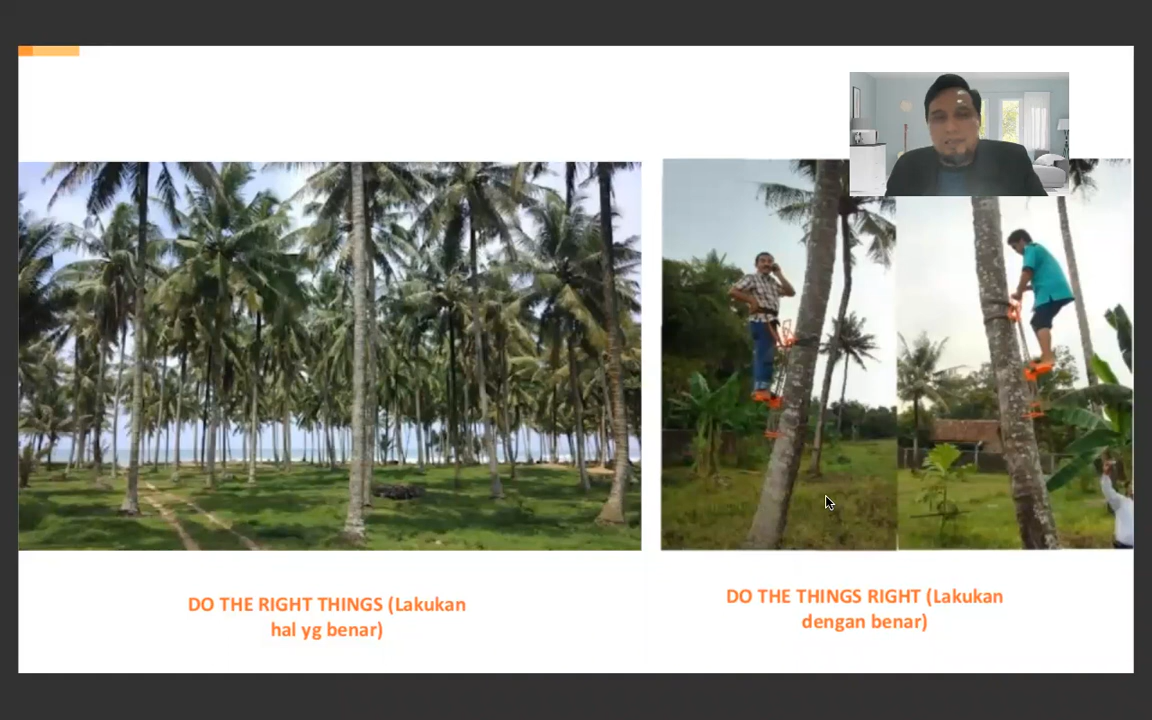 DO THE RIGHT THINGS (Lakukan
hal yg benar)
DO THE THINGS RIGHT (Lakukan
dengan benar)